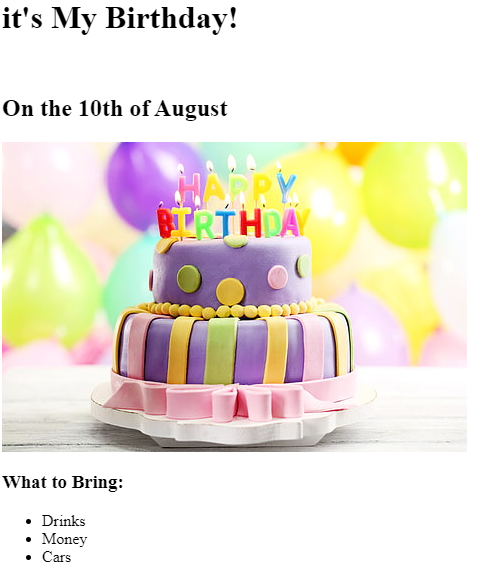 it's My Birthday!
On the 10th of August
HAPPY
BIRTHDAY
What to Bring:
Drinks
Money
Cars